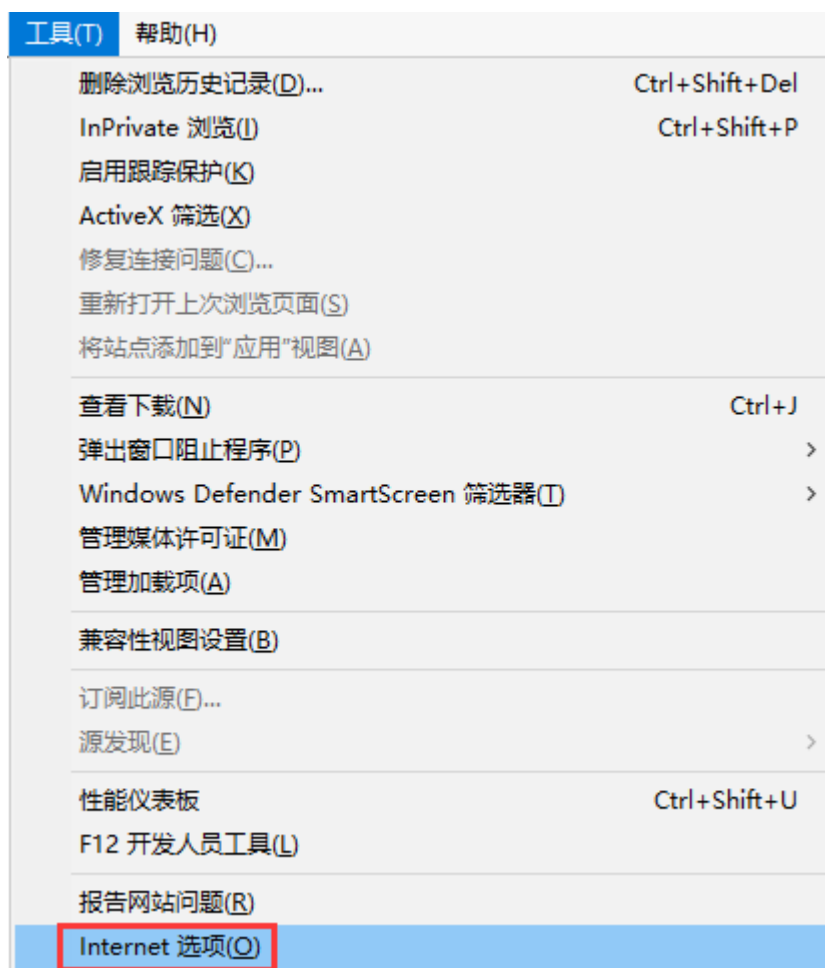 工具(T) 帮助(H)
删除浏览历史记录(D)... Ctrl+Shift+Del
InPrivate 浏览(I) Ctrl+Shift+P
启用跟踪保护(K)
ActiveX 筛选(X)
修复连接问题(C)...
重新打开上次浏览页面(S)
将站点添加到"应用"视图(A)
查看下载(N) Ctrl+J
弹出窗口阻止程序(P)
Windows Defender SmartScreen 筛选器(T)
管理媒体许可证(M)
管理加载项(A)
兼容性视图设置(B)
订阅此源(F)...
源发现(E)
性能仪表板 Ctrl+Shift+U
F12 开发人员工具(L)
报告网站问题(R)
Internet 选项(O)